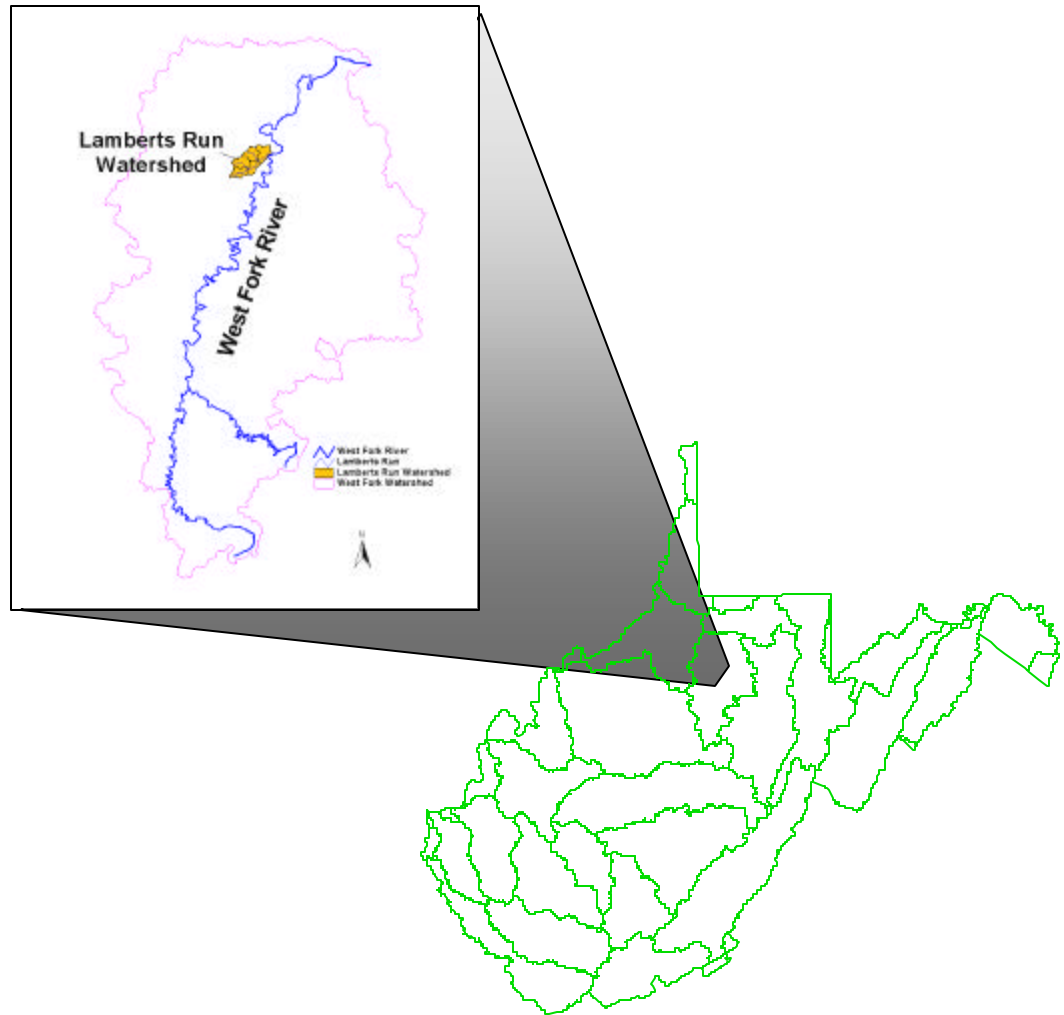 Lamberts Run
Watershed
West Fork River
West Fork River
Lamberts Run
Lamberts Run Watershed
West Fork Watershed
N